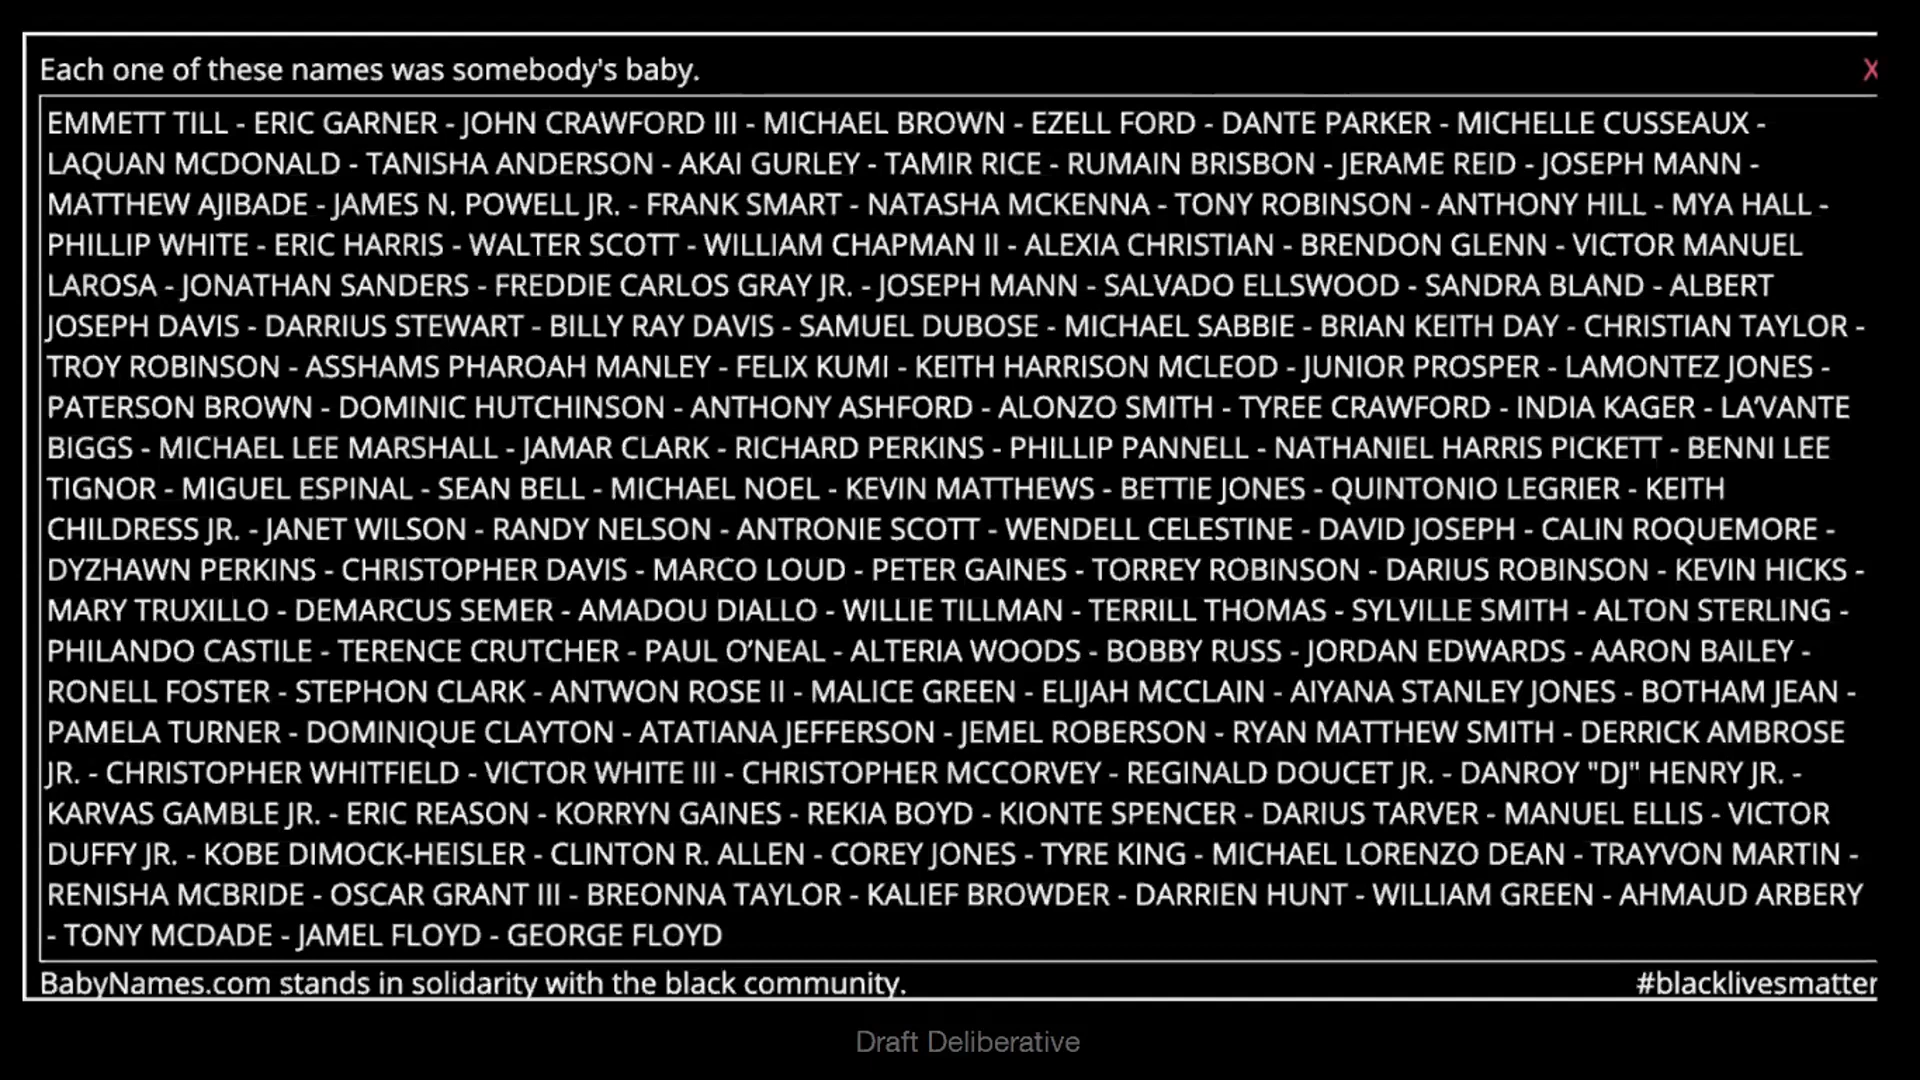 Each one of these names was somebody's baby.
X
EMMETT TILL - ERIC GARNER - JOHN CRAWFORD III - MICHAEL BROWN - EZELL FORD - DANTE PARKER - MICHELLE CUSSEAUX -
LAQUAN MCDONALD - TANISHA ANDERSON - AKAI GURLEY - TAMIR RICE - RUMAIN BRISBON - JERAME REID - JOSEPH MANN -
MATTHEW AJIBADE - JAMES N. POWELL JR. - FRANK SMART - NATASHA MCKENNA - TONY ROBINSON - ANTHONY HILL - MYA HALL -
PHILLIP WHITE - ERIC HARRIS - WALTER SCOTT - WILLIAM CHAPMAN II - ALEXIA CHRISTIAN - BRENDON GLENN - VICTOR MANUEL
LAROSA - JONATHAN SANDERS - FREDDIE CARLOS GRAY JR. - JOSEPH MANN - SALVADO ELLSWOOD - SANDRA BLAND - ALBERT
JOSEPH DAVIS - DARRIUS STEWART - BILLY RAY DAVIS - SAMUEL DUBOSE - MICHAEL SABBIE - BRIAN KEITH DAY - CHRISTIAN TAYLOR -
TROY ROBINSON - ASSHAMS PHAROAH MANLEY - FELIX KUMI - KEITH HARRISON MCLEOD - JUNIOR PROSPER - LAMONTEZ JONES -
PATERSON BROWN - DOMINIC HUTCHINSON - ANTHONY ASHFORD - ALONZO SMITH - TYREE CRAWFORD - INDIA KAGER - LA'VANTE
BIGGS - MICHAEL LEE MARSHALL - JAMAR CLARK - RICHARD PERKINS - PHILLIP PANNELL - NATHANIEL HARRIS PICKETT - BENNI LEE
TIGNOR - MIGUEL ESPINAL - SEAN BELL - MICHAEL NOEL - KEVIN MATTHEWS - BETTIE JONES - QUINTONIO LEGRIER - KEITH
CHILDRESS JR. - JANET WILSON - RANDY NELSON - ANTRONIE SCOTT - WENDELL CELESTINE - DAVID JOSEPH - CALIN ROQUEMORE -
DYZHAWN PERKINS - CHRISTOPHER DAVIS - MARCO LOUD - PETER GAINES - TORREY ROBINSON - DARIUS ROBINSON - KEVIN HICKS -
MARY TRUXILLO - DEMARCUS SEMER - AMADOU DIALLO - WILLIE TILLMAN - TERRILL THOMAS - SYLVILLE SMITH - ALTON STERLING -
PHILANDO CASTILE - TERENCE CRUTCHER - PAUL O'NEAL - ALTERIA WOODS - BOBBY RUSS - JORDAN EDWARDS - AARON BAILEY -
RONELL FOSTER - STEPHON CLARK - ANTWON ROSE II - MALICE GREEN - ELIJAH MCCLAIN - AIYANA STANLEY JONES - BOTHAM JEAN -
PAMELA TURNER - DOMINIQUE CLAYTON - ATATIANA JEFFERSON - JEMEL ROBERSON - RYAN MATTHEW SMITH - DERRICK AMBROSE
JR. - CHRISTOPHER WHITFIELD - VICTOR WHITE III - CHRISTOPHER MCCORVEY - REGINALD DOUCET JR. - DANROY "DJ" HENRY JR. -
KARVAS GAMBLE JR. - ERIC REASON - KORRYN GAINES - REKIA BOYD - KIONTE SPENCER - DARIUS TARVER - MANUEL ELLIS - VICTOR
DUFFY JR. - KOBE DIMOCK-HEISLER - CLINTON R. ALLEN - COREY JONES - TYRE KING - MICHAEL LORENZO DEAN - TRAYVON MARTIN -
RENISHA MCBRIDE - OSCAR GRANT III - BREONNA TAYLOR - KALIEF BROWDER - DARRIEN HUNT - WILLIAM GREEN - AHMAUD ARBERY
- TONY MCDADE - JAMEL FLOYD - GEORGE FLOYD
BabyNames.com stands in solidarity with the black community.
#blacklivesmatter
Draft Deliberative